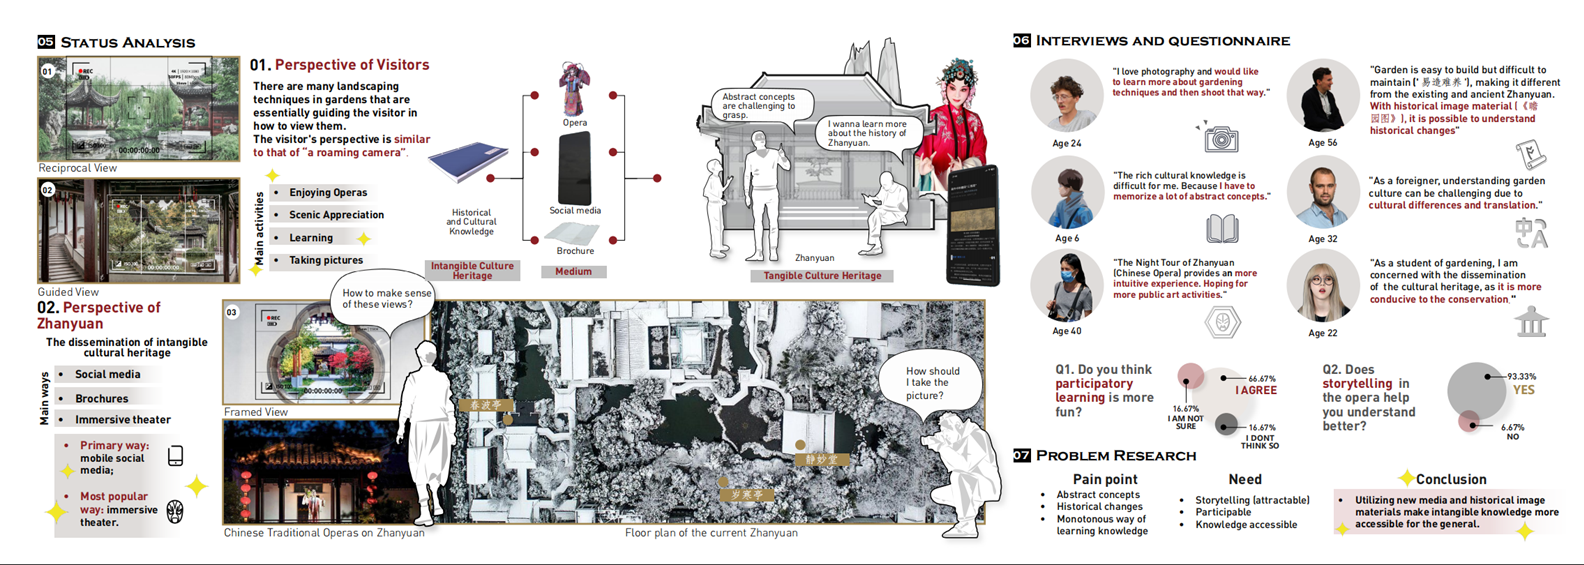 05 STATUS ANALYSIS
01
REC
00:00:00:00
Reciprocal View
02
00:00:00:00
Guided View
01. Perspective of Visitors
There are many landscaping
techniques in gardens that are
essentially guiding the visitor in
how to view them.
The visitor's perspective is similar
to that of "a roaming camera".
Main activities
• Enjoying Operas
• Scenic Appreciation
• Learning
• Taking pictures
Historical
and Cultural
Knowledge
Intangible Culture
Heritage
Opera
Social media
Brochure
Medium
Abstract concepts
are challenging to
grasp.
I wanna learn more
about the history of
Zhanyuan.
Zhanyuan
Tangible Culture Heritage
02. Perspective of
Zhanyuan
The dissemination of intangible
cultural heritage
Main ways
• Social media
• Brochures
• Immersive theater
• Primary way:
mobile social
media;
• Most popular
way: immersive
theater.
How to make sense
of these views?
03
REC
00:00:00:00
Framed View
Chinese Traditional Operas on Zhanyuan
春波亭
静妙堂
岁寒亭
How should
I take the
picture?
Floor plan of the current Zhanyuan
06 INTERVIEWS AND QUESTIONNAIRE
"I love photography and would like
to learn more about gardening
techniques and then shoot that way."
Age 24
"The rich cultural knowledge is
difficult for me. Because I have to
memorize a lot of abstract concepts."
Age 6
"The Night Tour of Zhanyuan
(Chinese Opera) provides an more
intuitive experience. Hoping for
more public art activities."
Age 40
"Garden is easy to build but difficult to
maintain (' 易造难养 '), making it different
from the existing and ancient Zhanyuan.
With historical image material (《瞻
园图》), it is possible to understand
historical changes"
Age 56
"As a foreigner, understanding garden
culture can be challenging due to
cultural differences and translation."
Age 32
"As a student of gardening, I am
concerned with the dissemination
of the cultural heritage, as it is more
conducive to the conservation."
Age 22
Q1. Do you think
participatory
learning is more
fun?
66.67%
I AGREE
16.67%
I AM NOT
SURE
16.67%
I DONT
THINK SO
Q2. Does
storytelling in
the opera help
you understand
better?
93.33%
YES
6.67%
NO
07 PROBLEM RESEARCH
Pain point
• Abstract concepts
• Historical changes
• Monotonous way of
learning knowledge
Need
• Storytelling (attractable)
• Participable
• Knowledge accessible
Conclusion
• Utilizing new media and historical image
materials make intangible knowledge more
accessible for the general.